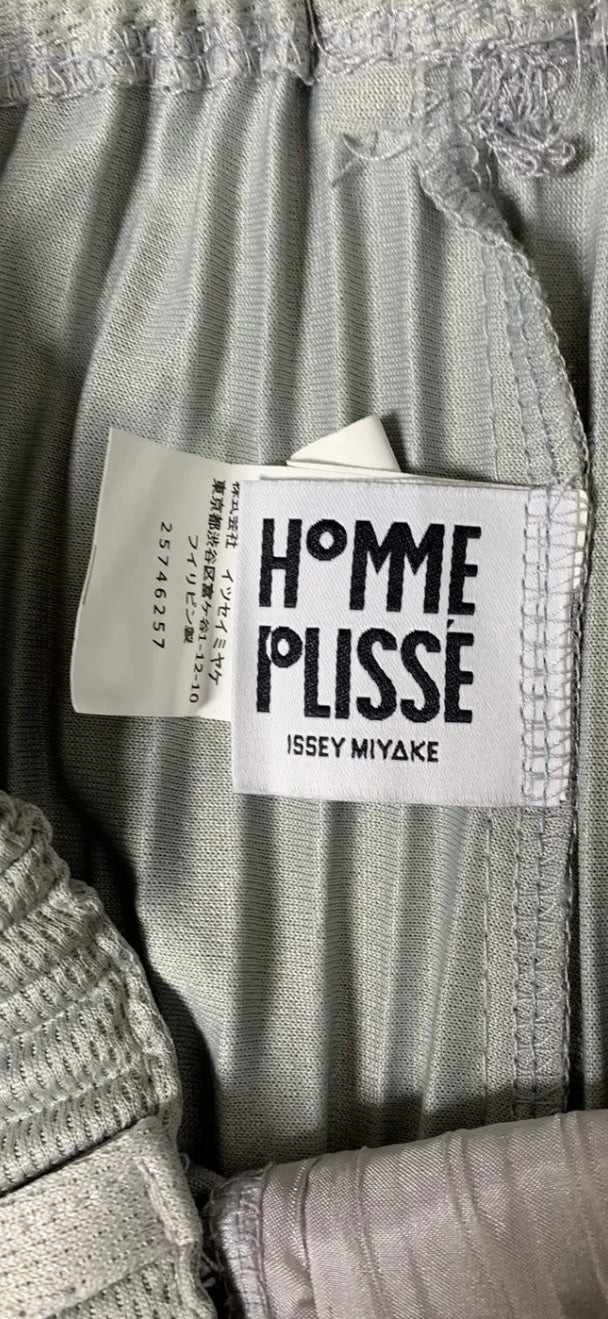 HOMME
PLISSÉ
ISSEY MIYAKE
株式会社 イッセイミヤケ
東京都渋谷区富ケ谷1-12-10
フィリピン製
25746257